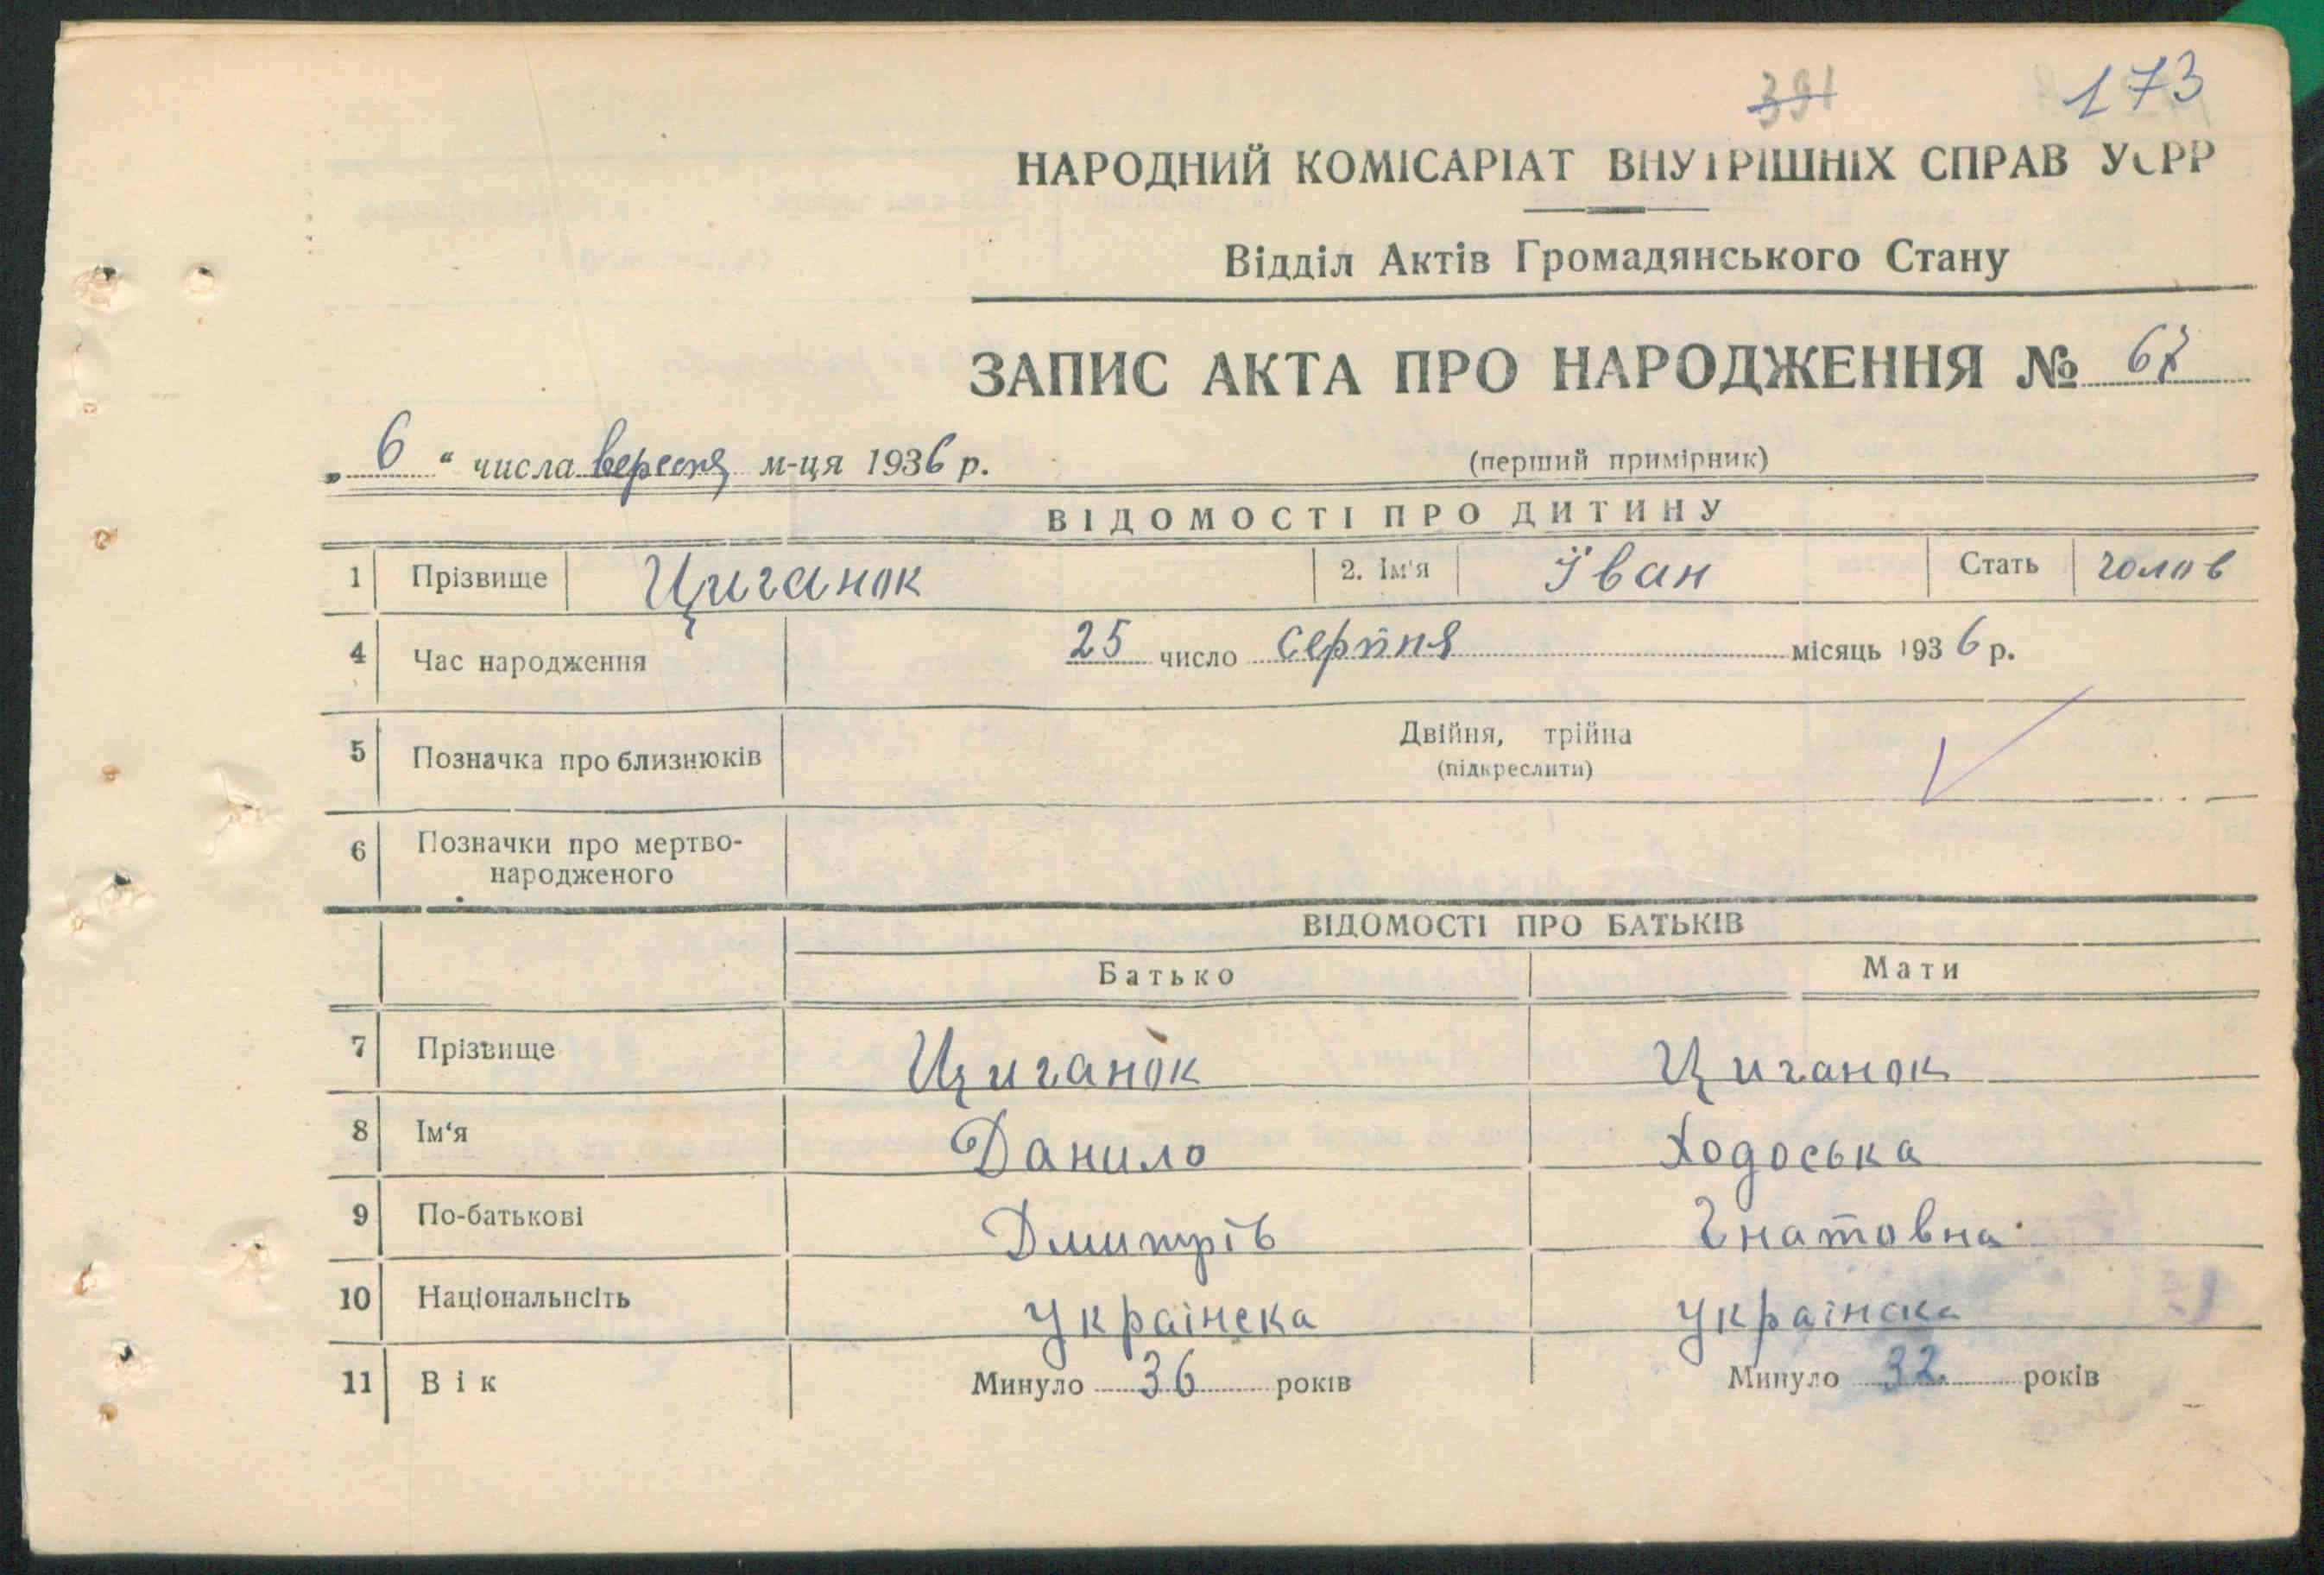 391 173
НАРОДНИЙ КОМІСАРІАТ ВНУТРІШНІХ СПРАВ УСРР
Відділ Актів Громадянського Стану
ЗАПИС АКТА ПРО НАРОДЖЕННЯ № 67
„ 6 “ числа вересня м-ця 1936 р. (перший примірник)
ВІДОМОСТІ ПРО ДИТИНУ
1 Прізвище Циганок 2. Ім'я Їван Стать чолов
4 Час народження 25 число серпня місяць 1936 р.
5 Позначка про близнюків Двійня, трійна
(підкреслити)
6 Позначки про мертво-
народженого
ВІДОМОСТІ ПРО БАТЬКІВ
Батько Мати
7 Прізвище Циганок Циганок
8 Ім‘я Данило Ходоська
9 По-батькові Дмитрів Гнатовна
10 Національнсіть Українска Українска
11 Вік Минуло 36 років Минуло 32 років